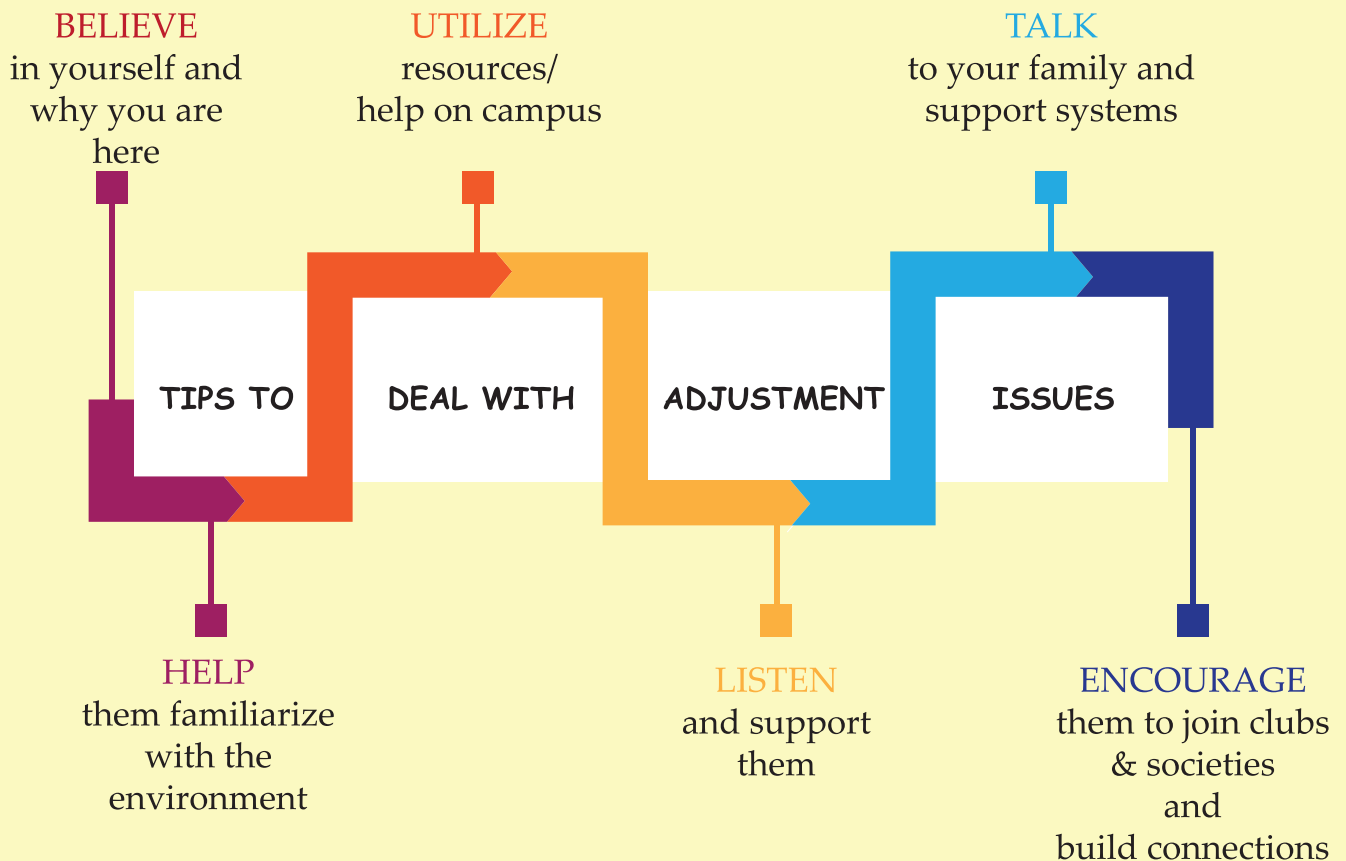 BELIEVE
in yourself and
why you are
here
UTILIZE
resources/
help on campus
TALK
to your family and
support systems
TIPS TO
DEAL WITH
ADJUSTMENT
ISSUES
HELP
them familiarize
with the
environment
LISTEN
and support
them
ENCOURAGE
them to join clubs
& societies
and
build connections